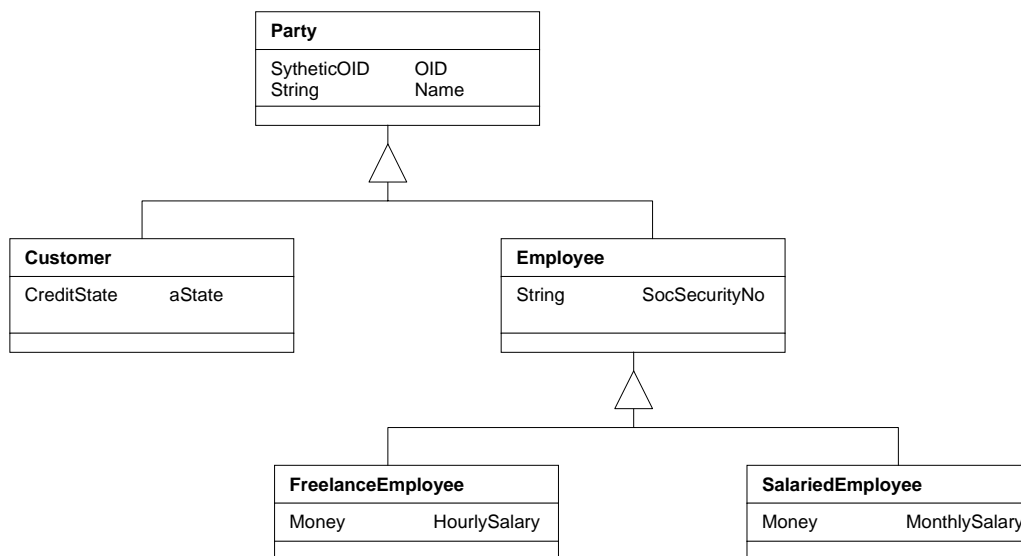 Party
SytheticOID OID
String Name
Customer
CreditState aState
Employee
String SocSecurityNo
FreelanceEmployee
Money HourlySalary
SalariedEmployee
Money MonthlySalary